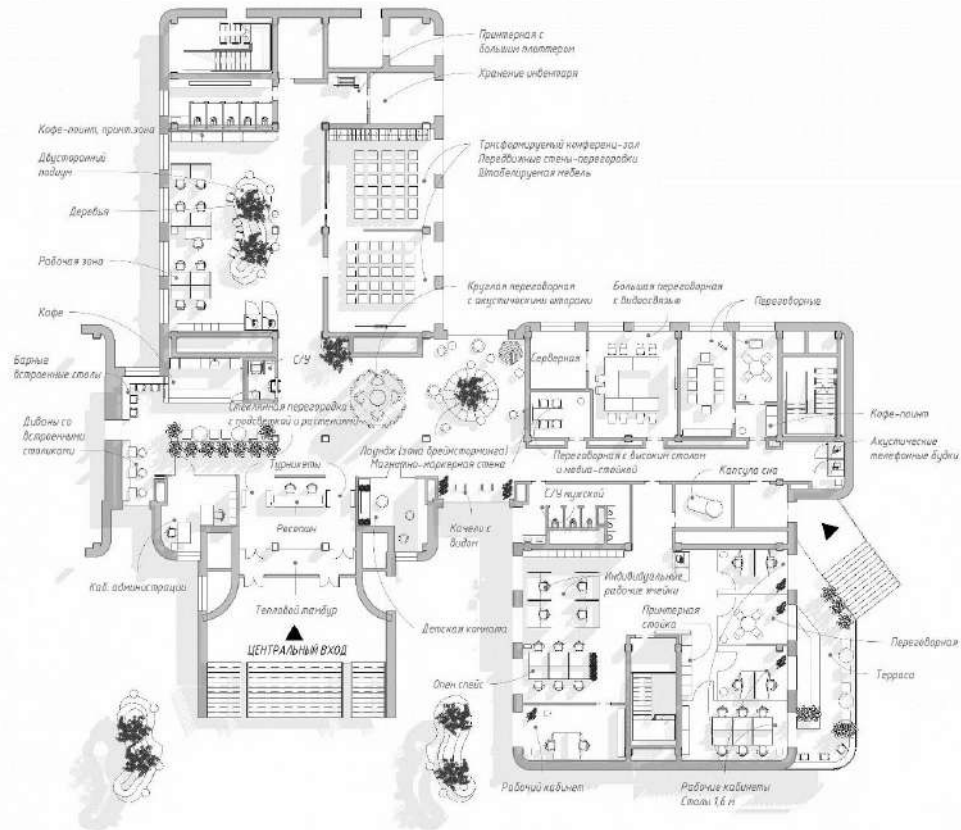 Принтерная с
большим плоттером
Хранение инвентаря
Кофе-поинт, принт.зона
Трнсформируемый конференц-зал
Передвижные стены-перегородки
Штабелируемая мебель
Двусторонний
подиум
Деревья
Рабочая зона
Круглая переговорная
с акустическими шторами
Большая переговорная
с видеосвязью
Переговорные
Кофе
Серверная
С/У
Барные
встроенные столы
Стеклянная перегородка
с подсветкой и растениями
Кофе-поинт
Диваны со
встроенными
столиками
Лоундж (зона брейнсторминга)
Магнитно-маркерная стена
Переговорная с высоким столом
и медиа-стойкой
Акустические
телефонные будки
Турникеты
Капсула сна
С/У мужской
Ресепшн
Качели с
видом
Каб. администрации
Индивидуальные
рабочие ячейки
Тепловой тамбур
Принтерная
стойка
Детская комната
Переговорная
ЦЕНТРАЛЬНЫЙ ВХОД
Терраса
Опен спейс
Рабочий кабинет
Рабочие кабинеты
Столы 1,6 м